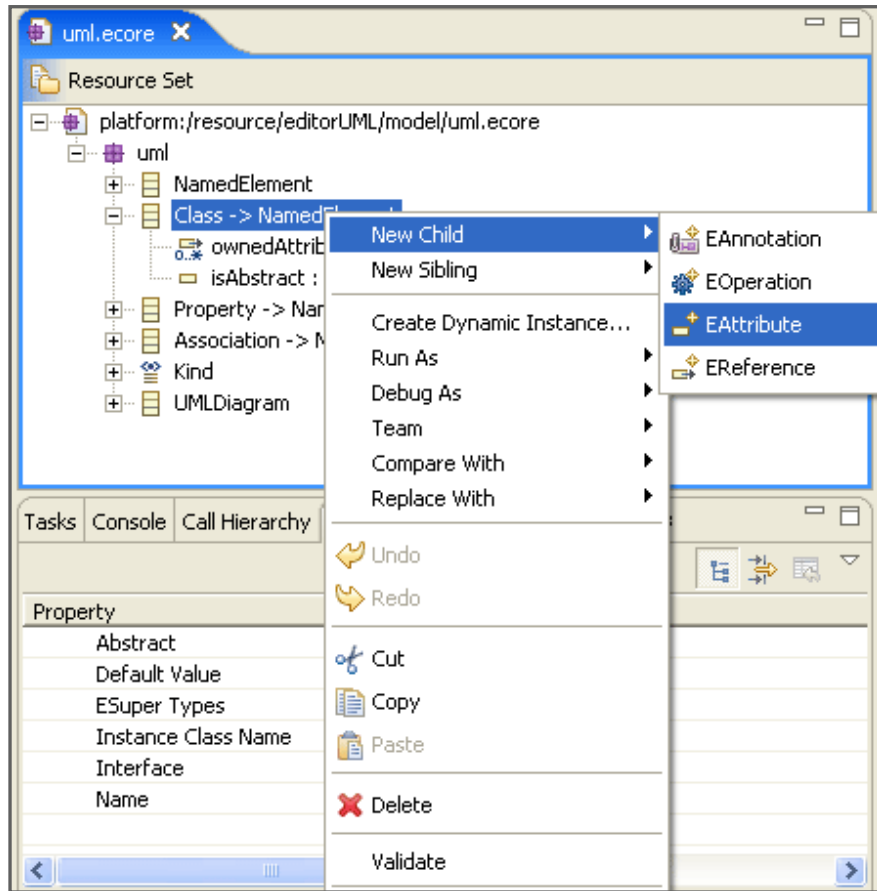 uml.ecore
Resource Set
platform:/resource/editorUML/model/uml.ecore
uml
NamedElement
Class -> NamedElement
ownedAttrib
0..*
isAbstract :
Property -> Nar
Association -> N
Kind
UMLDiagram
New Child
New Sibling
Create Dynamic Instance...
Run As
Debug As
Team
Compare With
Replace With
Undo
Redo
Cut
Copy
Paste
Delete
Validate
EAnnotation
EOperation
EAttribute
EReference
Tasks Console Call Hierarchy
Property
Abstract
Default Value
ESuper Types
Instance Class Name
Interface
Name